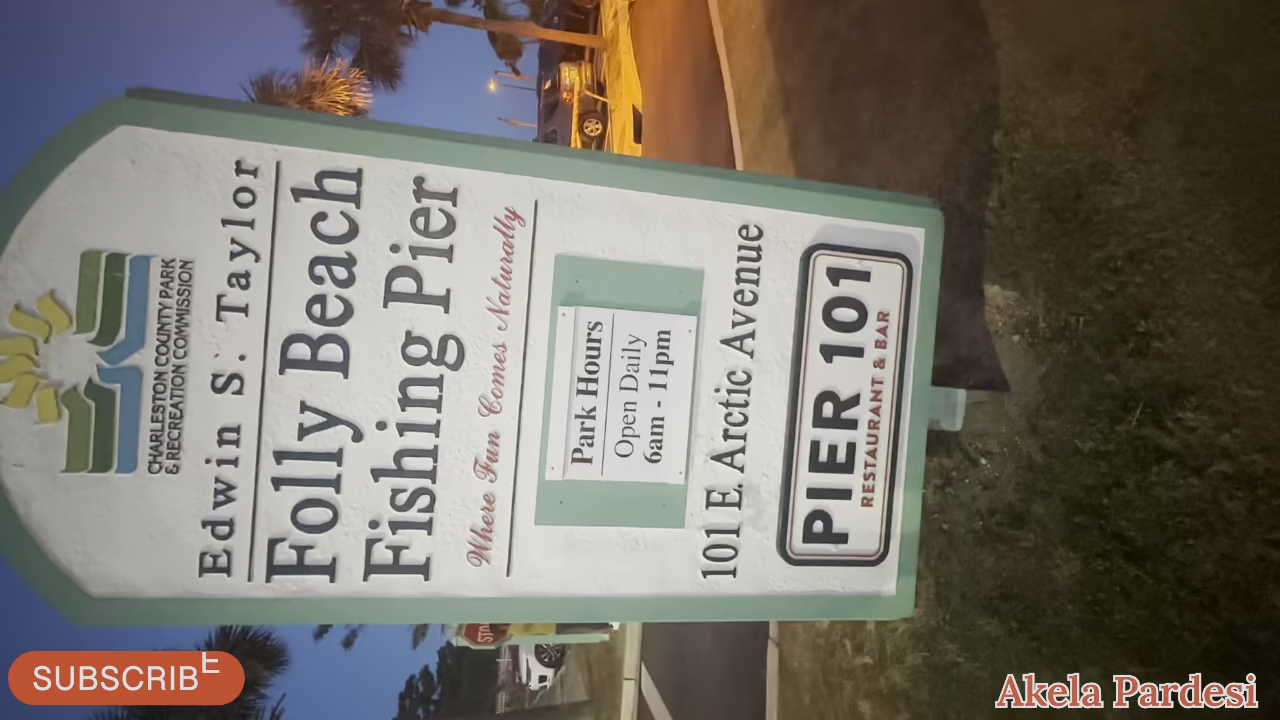 CHARLESTON COUNTY PARK
& RECREATION COMMISSION
Edwin S. Taylor
Folly Beach
Fishing Pier
Where Fun Comes Naturally
Park Hours
Open Daily
6am - 11pm
101 E. Arctic Avenue
PIER 101
RESTAURANT & BAR
SUBSCRIBE
Akela Pardesi